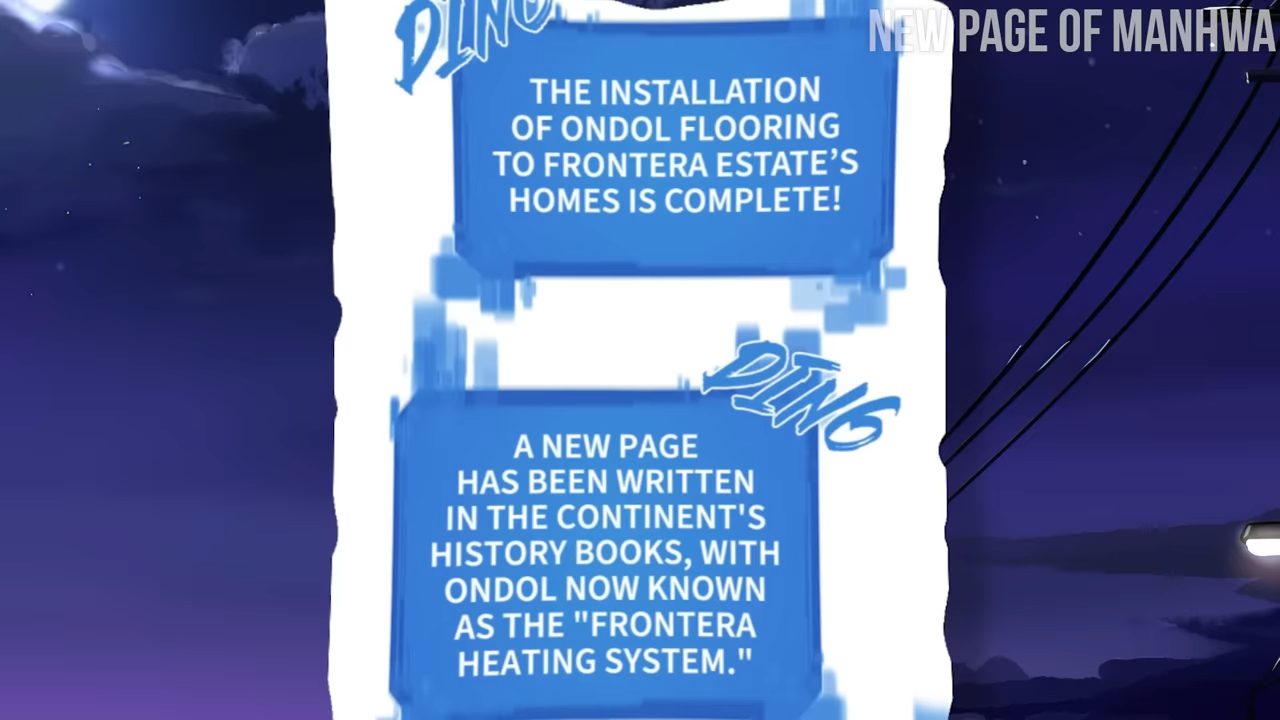 NEW PAGE OF MANHWA
DING
THE INSTALLATION
OF ONDOL FLOORING
TO FRONTERA ESTATE'S
HOMES IS COMPLETE!
DING
A NEW PAGE
HAS BEEN WRITTEN
IN THE CONTINENT'S
HISTORY BOOKS, WITH
ONDOL NOW KNOWN
AS THE "FRONTERA
HEATING SYSTEM."